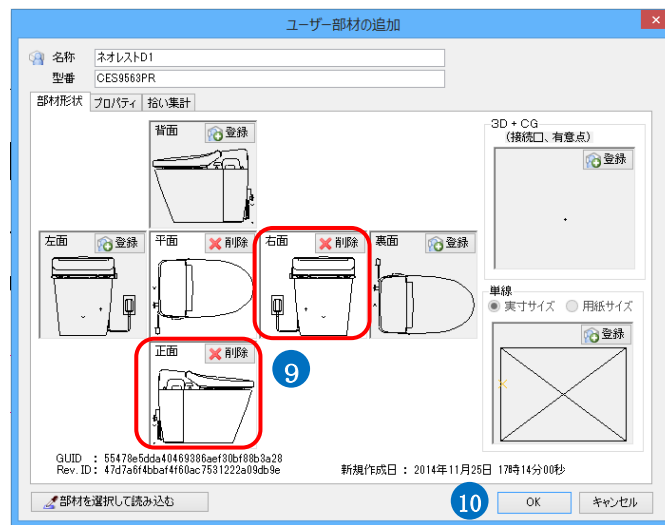 ユーザー部材の追加
×
名称 ネオレストD1
型番 CES9563PR
部材形状 プロパティ 拾い集計
背面 登録
3D + CG
(接続口、有意点)
登録
左面 登録
平面 削除
右面 削除
裏面 登録
単線
実寸サイズ 用紙サイズ
登録
正面 削除
9
GUID : 55478e5dda40469386aef30bf88b3a28
Rev. ID : 47d7a6f4bbaf4f60ac7531222a09db9e
新規作成日 : 2014年11月25日 17時14分00秒
部材を選択して読み込む
10
OK
キャンセル